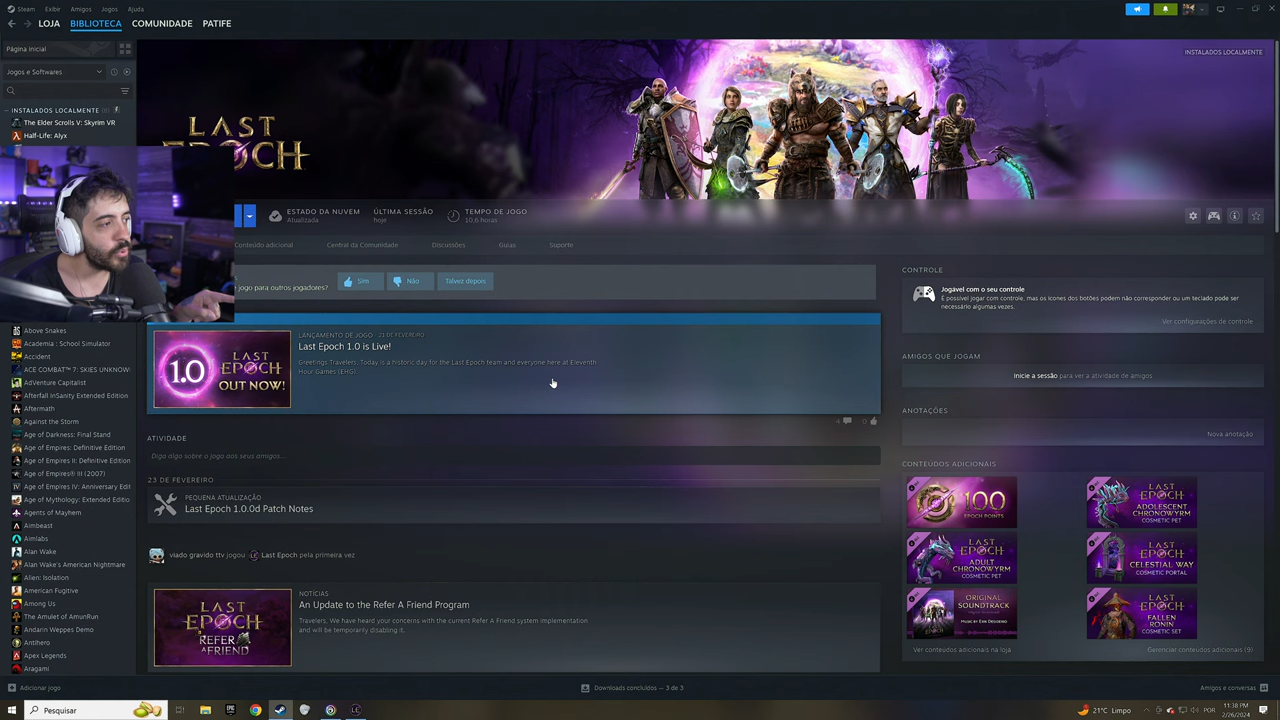 Steam Exibir Amigos Jogos Ajuda
LOJA BIBLIOTECA COMUNIDADE PATIFE
Página inicial
Jogos e Softwares
INSTALADOS LOCALMENTE
The Elder Scrolls V: Skyrim VR
Half-Life: Alyx
Above Snakes
Academia : School Simulator
Accident
ACE COMBAT™ 7: SKIES UNKNOW
AdVenture Capitalist
Afterfall InSanity Extended Edition
Aftermath
Against the Storm
Age of Darkness: Final Stand
Age of Empires: Definitive Edition
Age of Empires II: Definitive Edition
Age of Empires® III (2007)
Age of Empires IV: Anniversary Edi
Age of Mythology: Extended Editio
Agents of Mayhem
Aimbeast
Aimlabs
Alan Wake
Alan Wake's American Nightmare
Alien: Isolation
American Fugitive
Among Us
The Amulet of AmunRun
Andarin Weppes Demo
Antihero
Apex Legends
Aragami
Adicionar jogo
INSTALADOS LOCALMENTE
LAST
EPOCH
ESTADO DA NUVEM
Atualizada
ÚLTIMA SESSÃO
hoje
TEMPO DE JOGO
10,6 horas
Conteúdo adicional Central da Comunidade Discussões Guias Suporte
jogo para outros jogadores? Sim Não Talvez depois
1.0 LAST EPOCH OUT NOW!
LANÇAMENTO DE JOGO 21 DE FEVEREIRO
Last Epoch 1.0 is Live!
Greetings Travelers, Today is a historic day for the Last Epoch team and everyone here at Eleventh
Hour Games (EHG).
4 0
ATIVIDADE
Diga algo sobre o jogo aos seus amigos...
23 DE FEVEREIRO
PEQUENA ATUALIZAÇÃO
Last Epoch 1.0.0d Patch Notes
viado gravido ttv jogou Last Epoch pela primeira vez
LAST
EPOCH
REFER
A FRIEND
NOTÍCIAS
An Update to the Refer A Friend Program
Travelers, We have heard your concerns with the current Refer A Friend system implementation
and will be temporarily disabling it.
CONTROLE
Jogável com o seu controle
É possível jogar com controle, mas os ícones dos botões podem não corresponder ou um teclado pode ser
necessário algumas vezes.
Ver configurações de controle
AMIGOS QUE JOGAM
Inicie a sessão para ver a atividade de amigos
ANOTAÇÕES
Nova anotação
CONTEÚDOS ADICIONAIS
100
EPOCH POINTS
LAST
EPOCH
ADOLESCENT
CHRONOWYRM
COSMETIC PET
LAST
EPOCH
ADULT
CHRONOWYRM
COSMETIC PET
LAST
EPOCH
CELESTIAL WAY
COSMETIC PORTAL
ORIGINAL
SOUNDTRACK
LAST
EPOCH
FALLEN
RONIN
COSMETIC SET
Ver conteúdos adicionais na loja
Gerenciar conteúdos adicionais (9)
Downloads concluídos — 3 de 3
Amigos e conversas
Pesquisar
21°C Limpo
POR
11:38 PM
2/26/2024